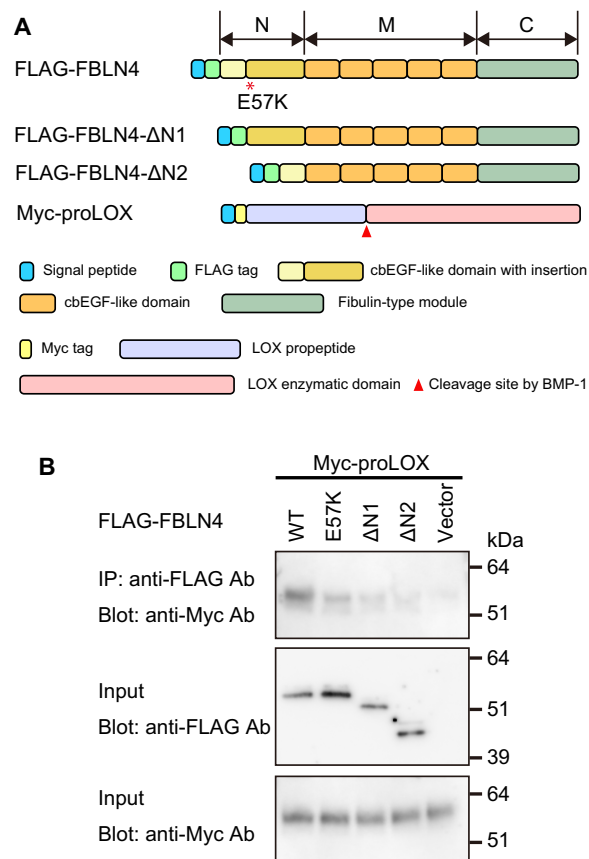 A
N M C
FLAG-FBLN4
*
E57K
FLAG-FBLN4-ΔN1
FLAG-FBLN4-ΔN2
Myc-proLOX
Signal peptide FLAG tag cbEGF-like domain with insertion
cbEGF-like domain Fibulin-type module
Myc tag LOX propeptide
LOX enzymatic domain Cleavage site by BMP-1
B
Myc-proLOX
FLAG-FBLN4 WT E57K ΔN1 ΔN2 Vector
kDa
IP: anti-FLAG Ab
Blot: anti-Myc Ab
64
51
Input
Blot: anti-FLAG Ab
64
51
39
Input
Blot: anti-Myc Ab
64
51